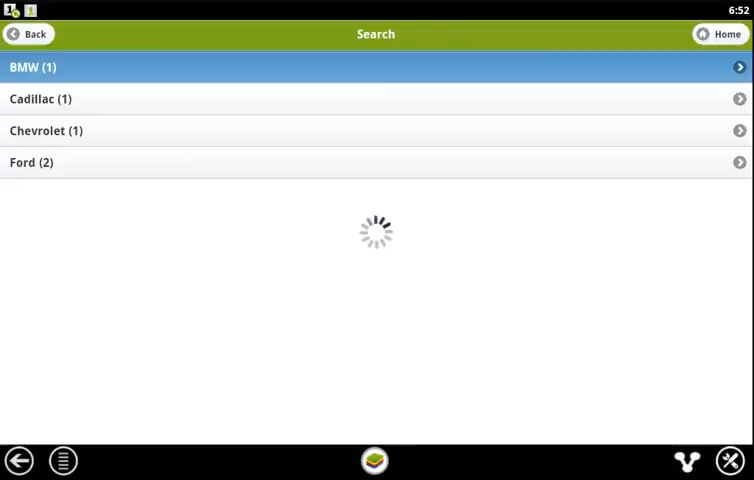 6:52
Back
Search
Home
BMW (1)
Cadillac (1)
Chevrolet (1)
Ford (2)